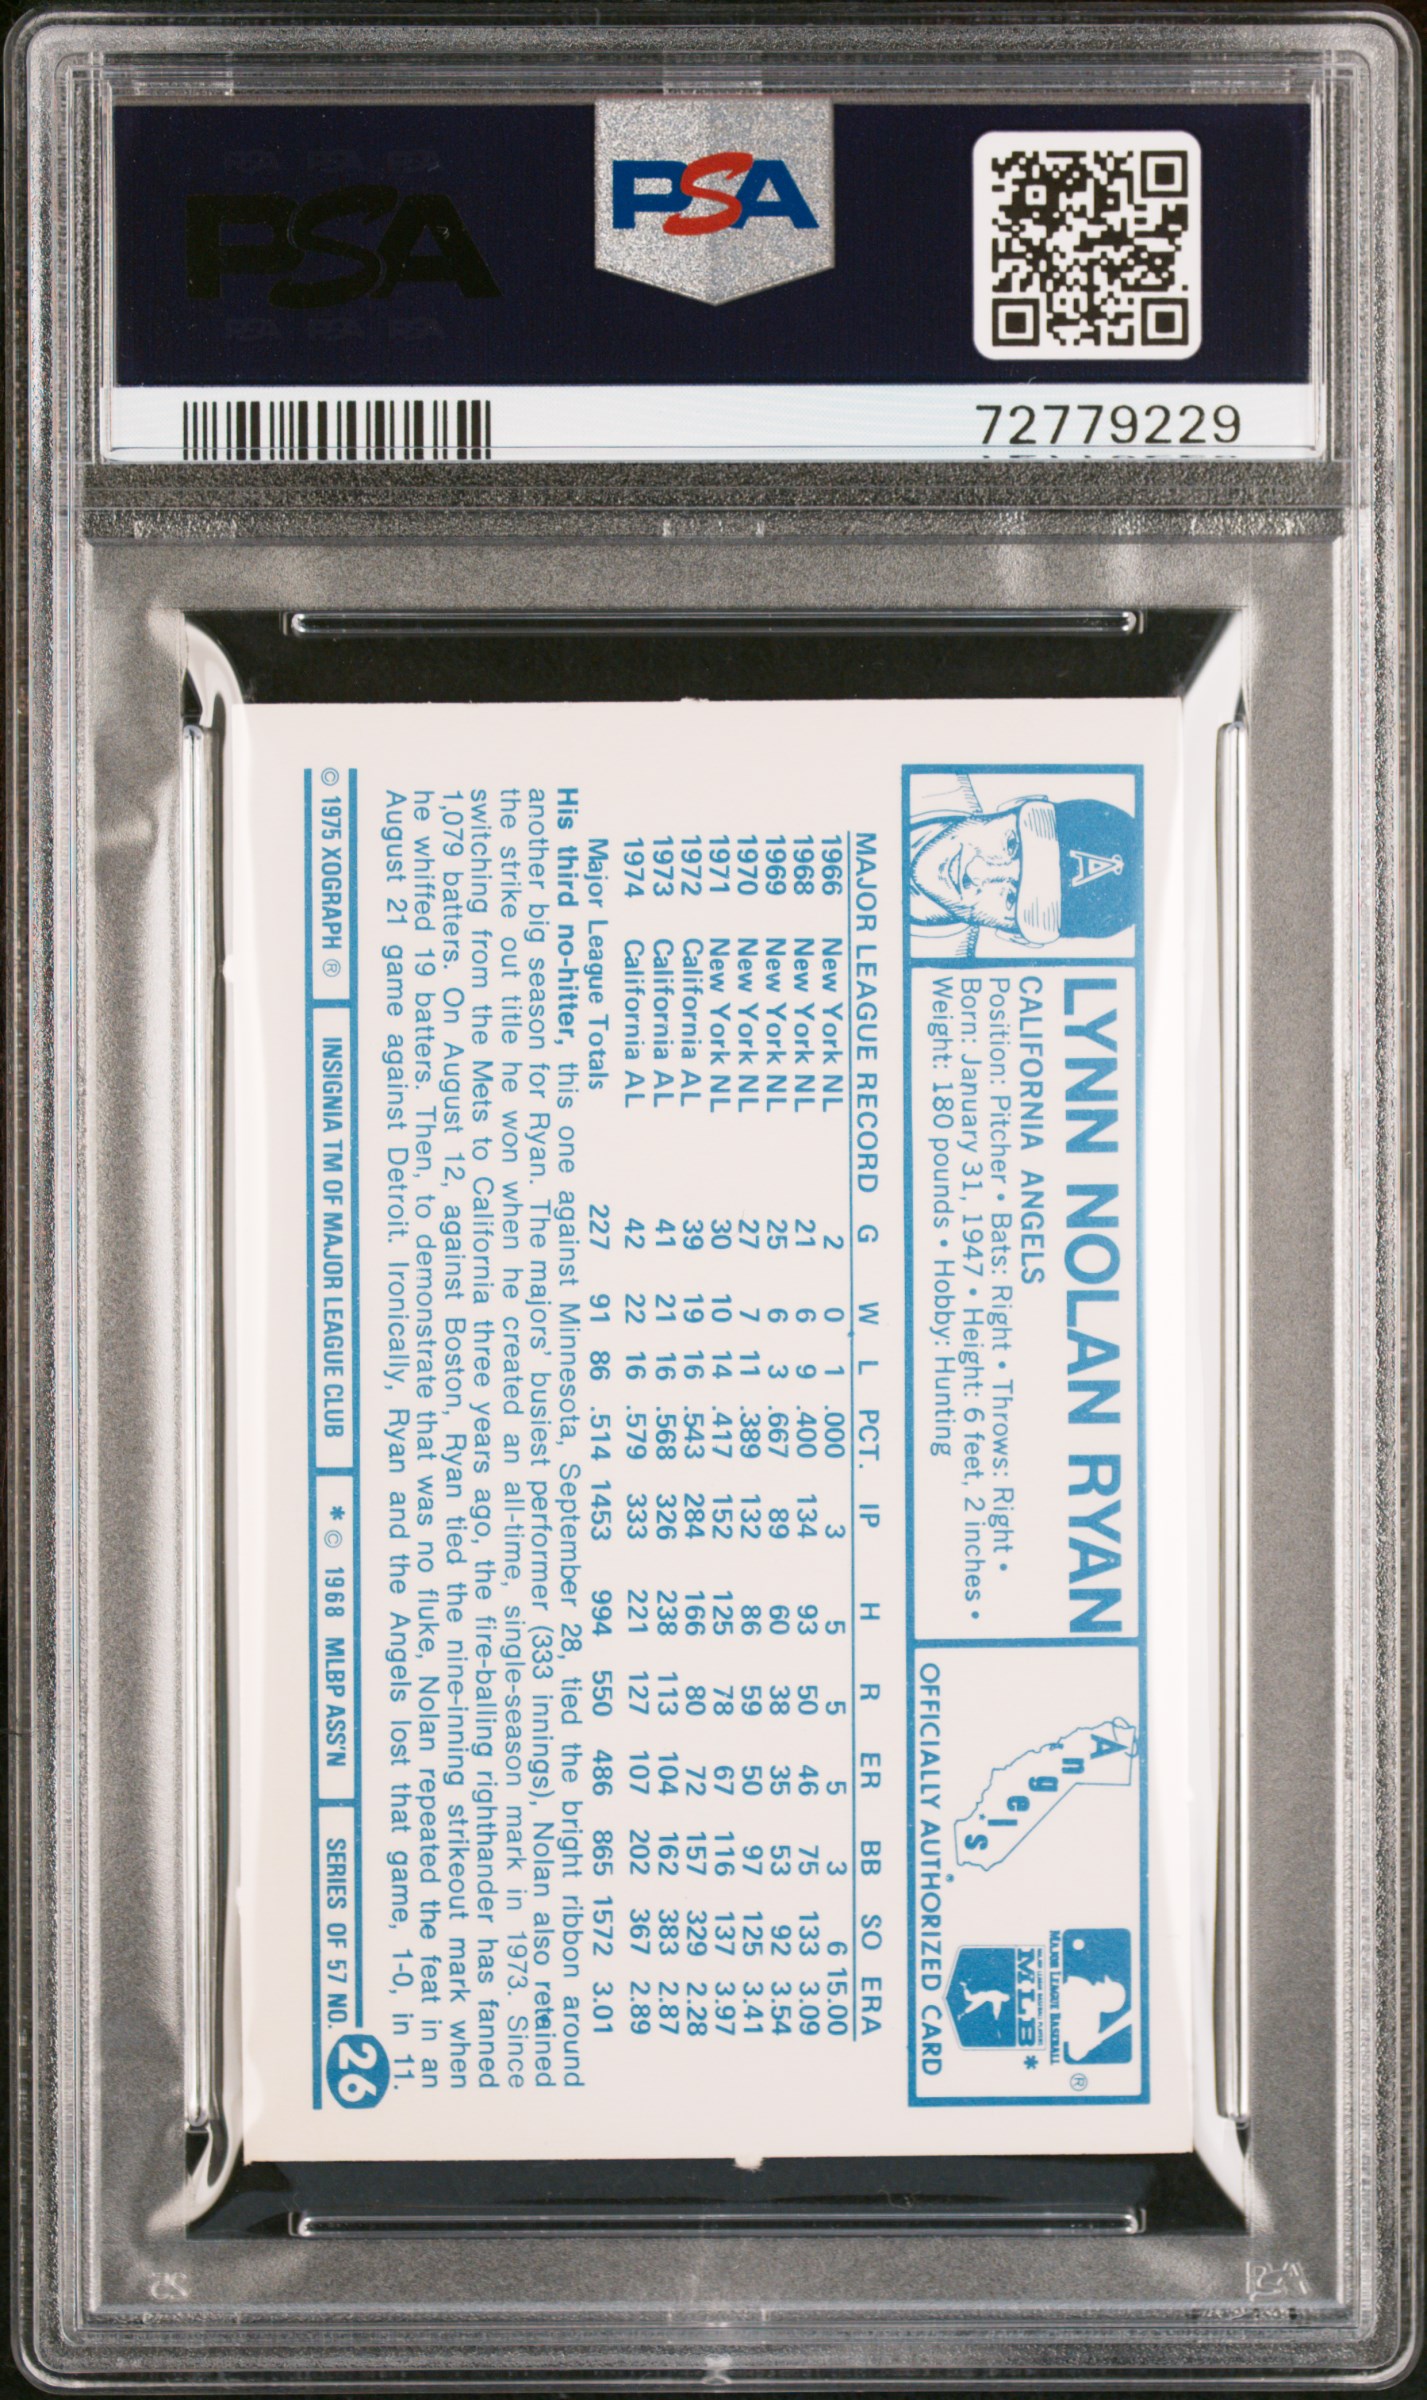 PSA PSA PSA
PSA
PSA PSA PSA
PSA
72779229
LYNN NOLAN RYAN
CALIFORNIA ANGELS
Position: Pitcher • Bats: Right • Throws: Right •
Born: January 31, 1947 • Height: 6 feet, 2 inches •
Weight: 180 pounds • Hobby: Hunting
A
Angels
MAJOR LEAGUE BASEBALL
®
MLB*
OFFICIALLY AUTHORIZED CARD
MAJOR LEAGUE RECORD G W L PCT. IP H R ER BB SO ERA
1966 New York NL 2 0 1 .000 3 5 5 5 3 6 15.00
1968 New York NL 21 6 9 .400 134 93 50 46 75 133 3.09
1969 New York NL 25 6 3 .667 89 60 38 35 53 92 3.54
1970 New York NL 27 7 11 .389 132 86 59 50 97 125 3.41
1971 New York NL 30 10 14 .417 152 125 78 67 116 137 3.97
1972 California AL 39 19 16 .543 284 166 80 72 157 329 2.28
1973 California AL 41 21 16 .568 326 238 113 104 162 383 2.87
1974 California AL 42 22 16 .579 333 221 127 107 202 367 2.89
Major League Totals 227 91 86 .514 1453 994 550 486 865 1572 3.01
His third no-hitter, this one against Minnesota, September 28, tied the bright ribbon around
another big season for Ryan. The majors' busiest performer (333 innings), Nolan also retained
the strike out title he won when he created an all-time, single-season mark in 1973. Since
switching from the Mets to California three years ago, the fire-balling righthander has fanned
1,079 batters. On August 12, against Boston, Ryan tied the nine-inning strikeout mark when
he whiffed 19 batters. Then, to demonstrate that was no fluke, Nolan repeated the feat in an
August 21 game against Detroit. Ironically, Ryan and the Angels lost that game, 1-0, in 11.
© 1975 XOGRAPH ® INSIGNIA TM OF MAJOR LEAGUE CLUB * © 1968 MLBP ASS'N SERIES OF 57 NO. 26
PSA